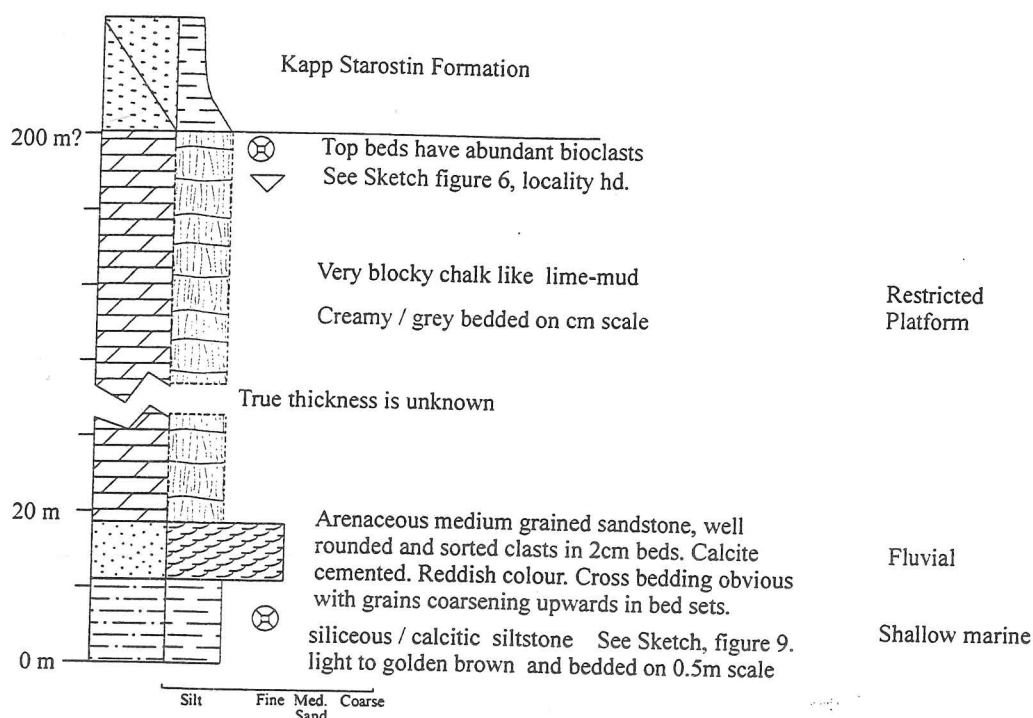 Kapp Starostin Formation
200 m?
Top beds have abundant bioclasts
See Sketch figure 6, locality hd.
Very blocky chalk like lime-mud
Creamy / grey bedded on cm scale
Restricted
Platform
True thickness is unknown
20 m
Arenaceous medium grained sandstone, well
rounded and sorted clasts in 2cm beds. Calcite
cemented. Reddish colour. Cross bedding obvious
with grains coarsening upwards in bed sets.
Fluvial
siliceous / calcitic siltstone See Sketch, figure 9.
light to golden brown and bedded on 0.5m scale
Shallow marine
0 m
Silt Fine Med. Coarse
Sand